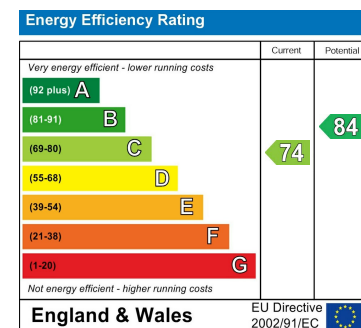 Energy Efficiency Rating
Current Potential
Very energy efficient - lower running costs
(92 plus) A
(81-91) B
(69-80) C
(55-68) D
(39-54) E
(21-38) F
(1-20) G
74
84
Not energy efficient - higher running costs
England & Wales
EU Directive
2002/91/EC